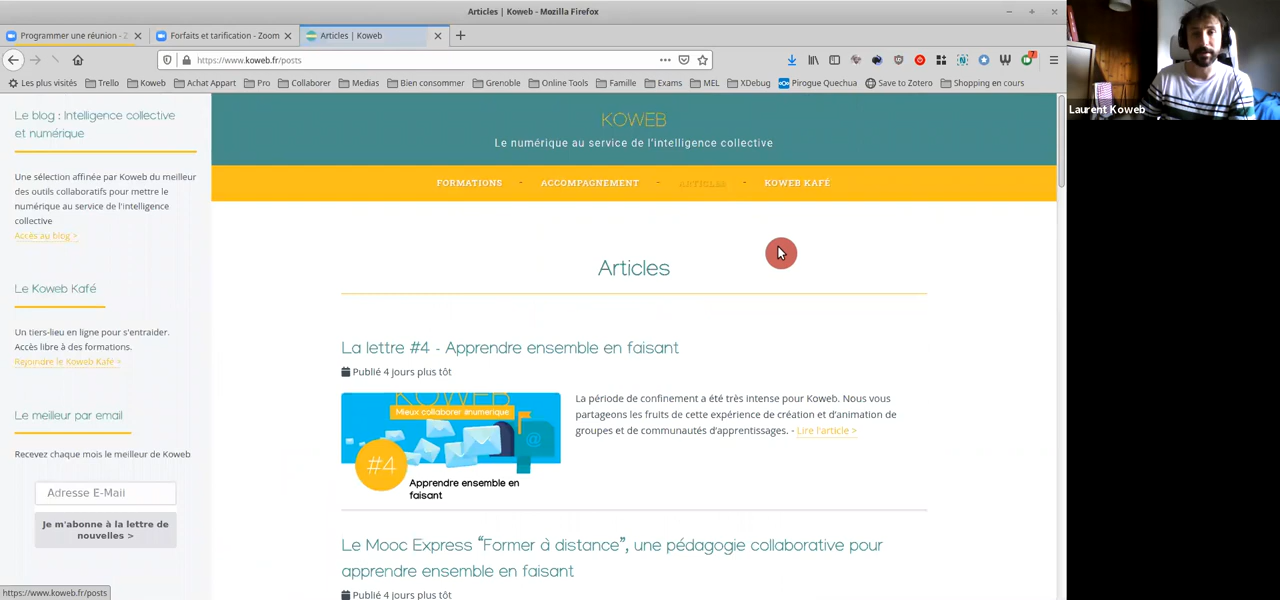 Articles | Koweb - Mozilla Firefox
Programmer une réunion - Z
Forfaits et tarification - Zoom
Articles | Koweb
https://www.koweb.fr/posts
7
Les plus visités
Trello
Koweb
Achat Appart
Pro
Collaborer
Medias
Bien consommer
Grenoble
Online Tools
Famille
Exams
MEL
XDebug
Pirogue Quechua
Save to Zotero
Shopping en cours
Laurent Koweb
Le blog : Intelligence collective
et numérique
Une sélection affinée par Koweb du meilleur
des outils collaboratifs pour mettre le
numérique au service de l'intelligence
collective
Accès au blog >
Le Koweb Kafé
Un tiers-lieu en ligne pour s'entraider.
Accès libre à des formations.
Rejoindre le Koweb Kafé >
Le meilleur par email
Recevez chaque mois le meilleur de Koweb
Adresse E-Mail
Je m'abonne à la lettre de
nouvelles >
https://www.koweb.fr/posts
KOWEB
Le numérique au service de l'intelligence collective
FORMATIONS - ACCOMPAGNEMENT - ARTICLES - KOWEB KAFÉ
Articles
La lettre #4 - Apprendre ensemble en faisant
Publié 4 jours plus tôt
KOWEB
Mieux collaborer #numerique
@
#4
Apprendre ensemble en
faisant
La période de confinement a été très intense pour Koweb. Nous vous
partageons les fruits de cette expérience de création et d'animation de
groupes et de communautés d'apprentissages. - Lire l'article >
Le Mooc Express “Former à distance”, une pédagogie collaborative pour
apprendre ensemble en faisant
Publié 4 jours plus tôt